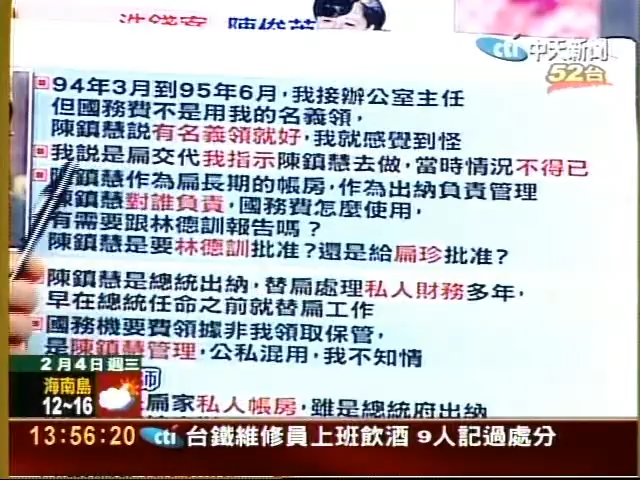 洗錢案 陳俊英
cti 中天新聞
52台
94年3月到95年6月，我接辦公室主任
但國務費不是用我的名義領，
陳鎮慧說有名義領就好，我就感覺到怪
我說是扁交代我指示陳鎮慧去做，當時情況不得已
陳鎮慧作為扁長期的帳房，作為出納負責管理
陳鎮慧對誰負責，國務費怎麼使用，
有需要跟林德訓報告嗎？
陳鎮慧是要林德訓批准？還是給扁珍批准？
陳鎮慧是總統出納，替扁處理私人財務多年，
早在總統任命之前就替扁工作
國務機要費領據非我領取保管，
是陳鎮慧管理，公私混用，我不知情
師
扁家私人帳房，雖是總統府出納
2月4日週三
海南島
12~16
13:56:20 cti 台鐵維修員上班飲酒 9人記過處分